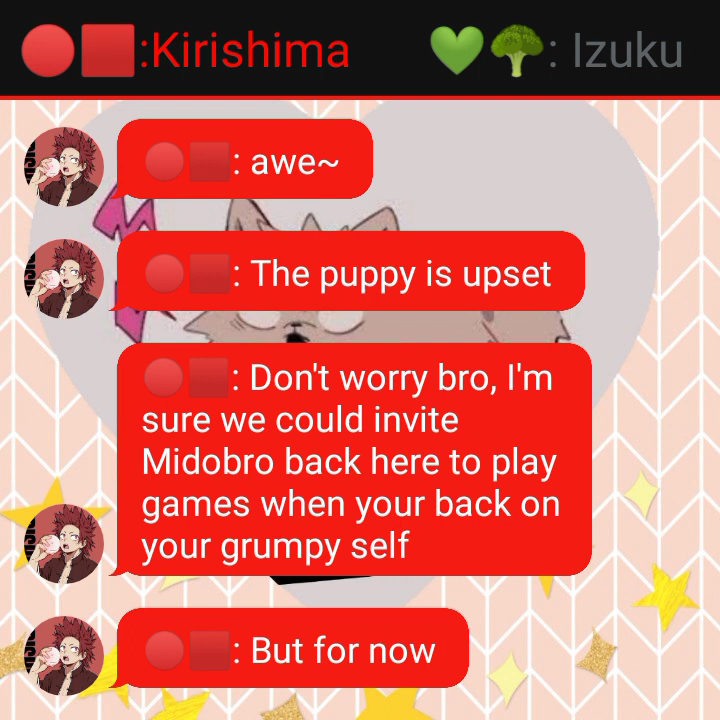 🔴🟥:Kirishima 💚🥦: Izuku
🔴🟥: awe~
🔴🟥: The puppy is upset
🔴🟥: Don't worry bro, I'm
sure we could invite
Midobro back here to play
games when your back on
your grumpy self
🔴🟥: But for now